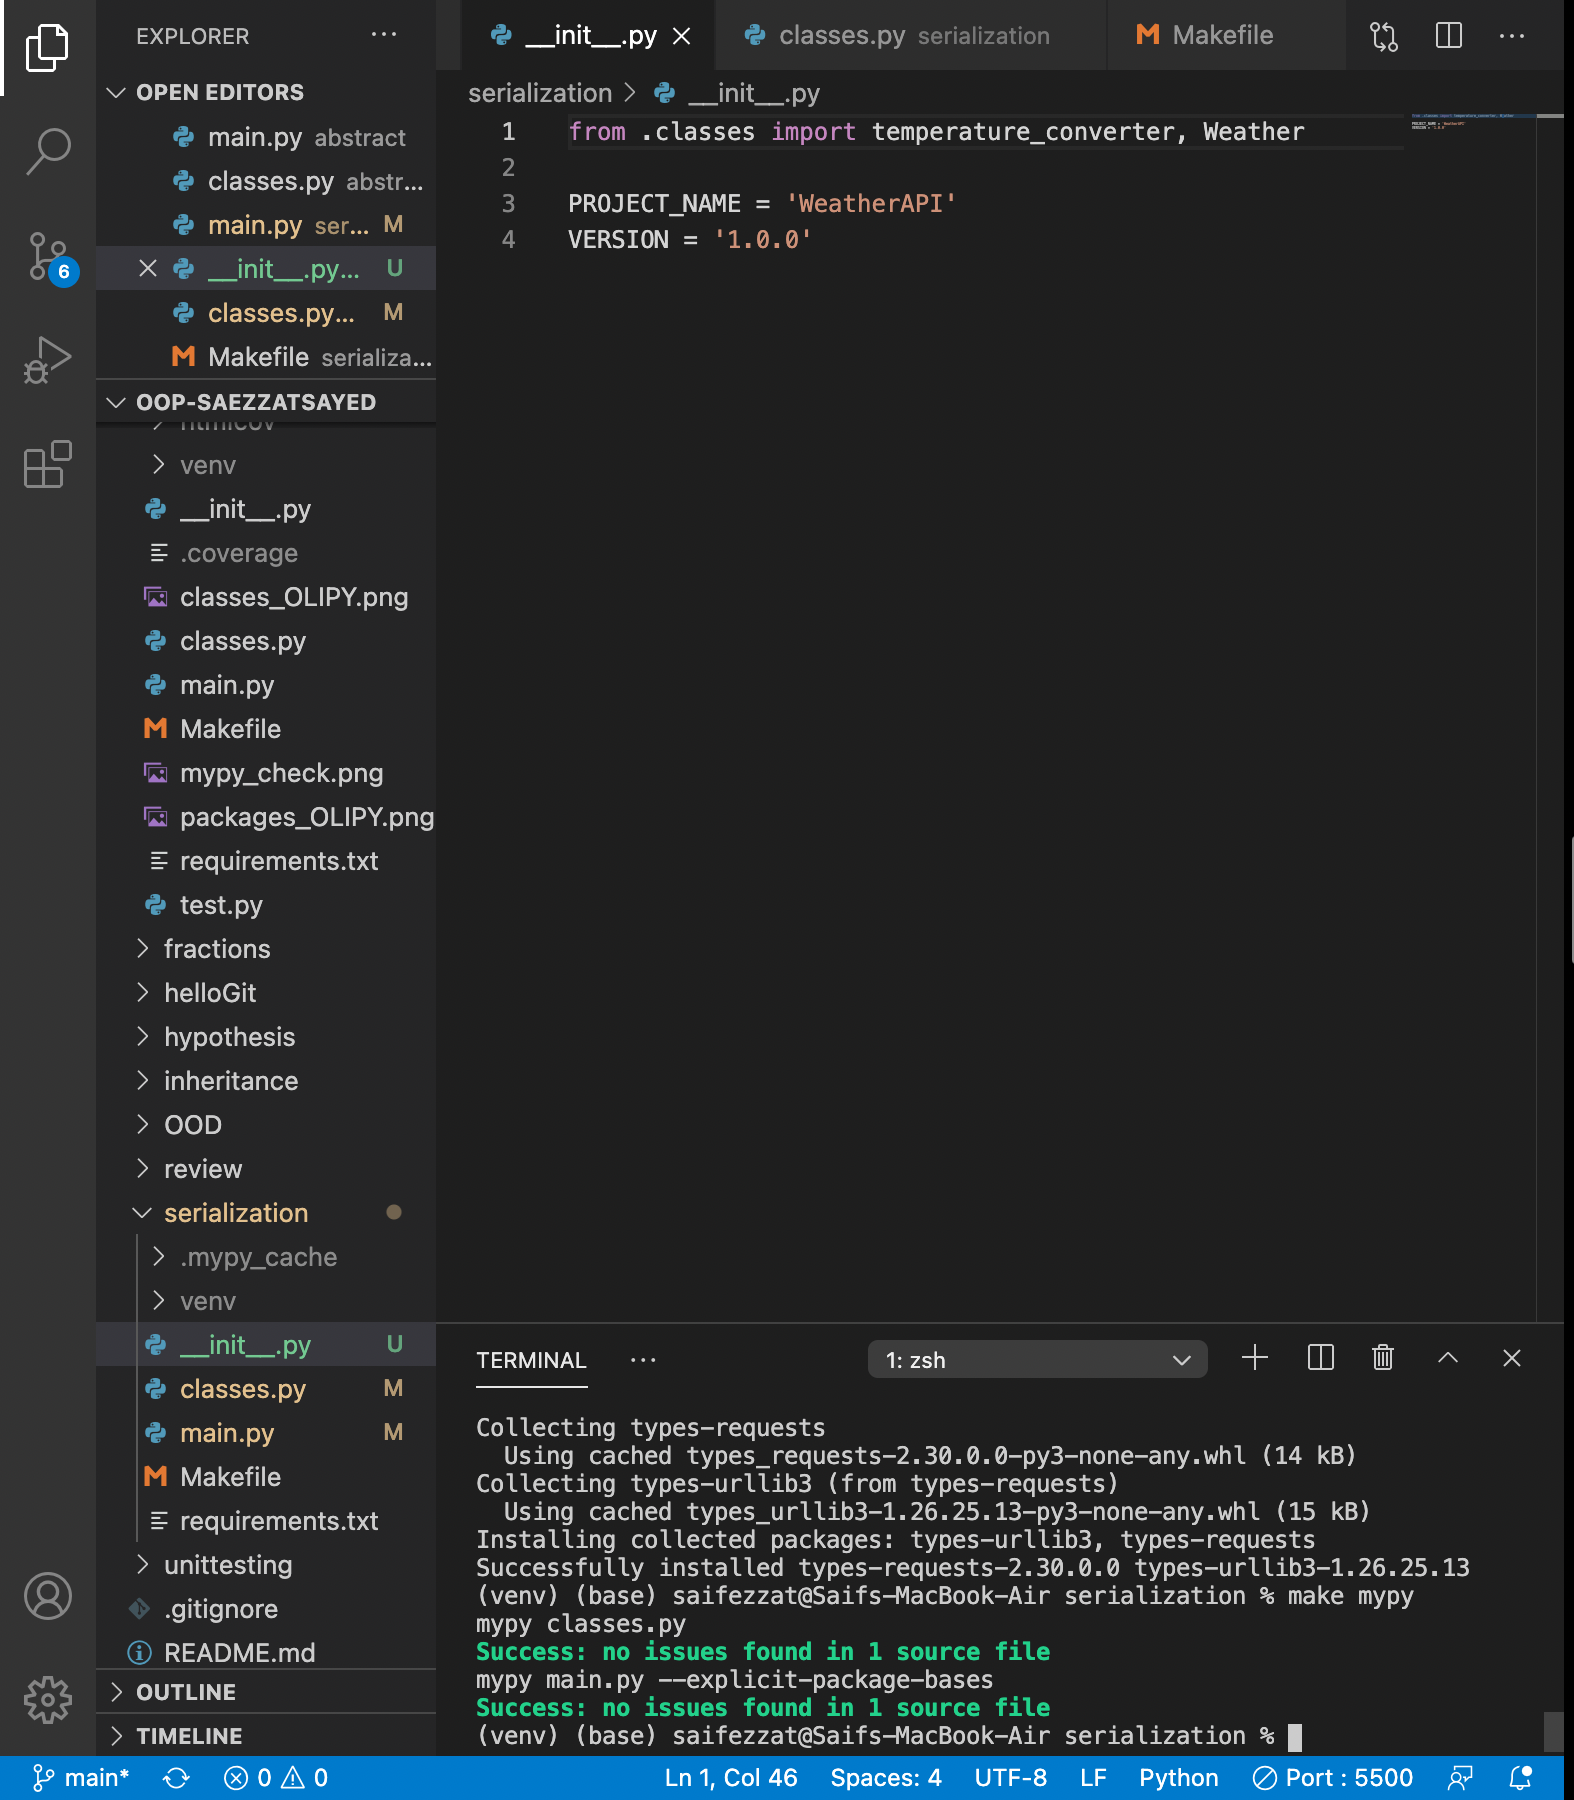 EXPLORER
OPEN EDITORS
main.py abstract
classes.py abstr...
main.py ser... M
__init__.py... U
classes.py... M
Makefile serializa...
OOP-SAEZZATSAYED
htmlcov
venv
__init__.py
.coverage
classes_OLIPY.png
classes.py
main.py
Makefile
mypy_check.png
packages_OLIPY.png
requirements.txt
test.py
fractions
helloGit
hypothesis
inheritance
OOD
review
serialization
.mypy_cache
venv
__init__.py U
classes.py M
main.py M
Makefile
requirements.txt
unittesting
.gitignore
README.md
OUTLINE
TIMELINE
6
__init__.py
classes.py serialization
Makefile
serialization > __init__.py
1 from .classes import temperature_converter, Weather
2
3 PROJECT_NAME = 'WeatherAPI'
4 VERSION = '1.0.0'
TERMINAL
1: zsh
Collecting types-requests
Using cached types_requests-2.30.0.0-py3-none-any.whl (14 kB)
Collecting types-urllib3 (from types-requests)
Using cached types_urllib3-1.26.25.13-py3-none-any.whl (15 kB)
Installing collected packages: types-urllib3, types-requests
Successfully installed types-requests-2.30.0.0 types-urllib3-1.26.25.13
(venv) (base) saifezzat@Saifs-MacBook-Air serialization % make mypy
mypy classes.py
Success: no issues found in 1 source file
mypy main.py --explicit-package-bases
Success: no issues found in 1 source file
(venv) (base) saifezzat@Saifs-MacBook-Air serialization %
main* 0 0 Ln 1, Col 46 Spaces: 4 UTF-8 LF Python Port : 5500